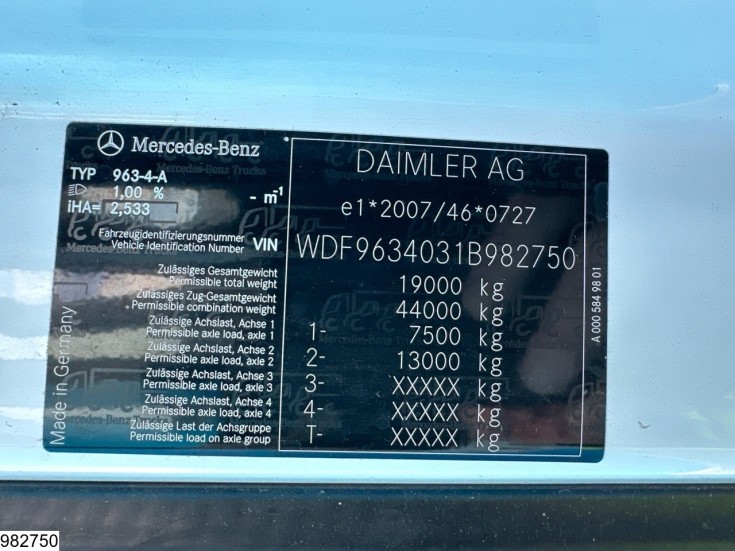 Mercedes-Benz
TYP 963-4-A
1,00 % - m-1
iHA= 2,533
DAIMLER AG
e1*2007/46*0727
Fahrzeugidentifizierungsnummer
Vehicle Identification Number VIN WDF9634031B982750
Zulässiges Gesamtgewicht
Permissible total weight 19000 kg
Zulässiges Zug-Gesamtgewicht
Permissible combination weight 44000 kg
Zulässige Achslast, Achse 1
Permissible axle load, axle 1 1- 7500 kg
Zulässige Achslast, Achse 2
Permissible axle load, axle 2 2- 13000 kg
Zulässige Achslast, Achse 3
Permissible axle load, axle 3 3- XXXXX kg
Zulässige Achslast, Achse 4
Permissible axle load, axle 4 4- XXXXX kg
Zulässige Last der Achsgruppe
Permissible load on axle group T- XXXXX kg
Made in Germany
A 000 584 98 01
982750